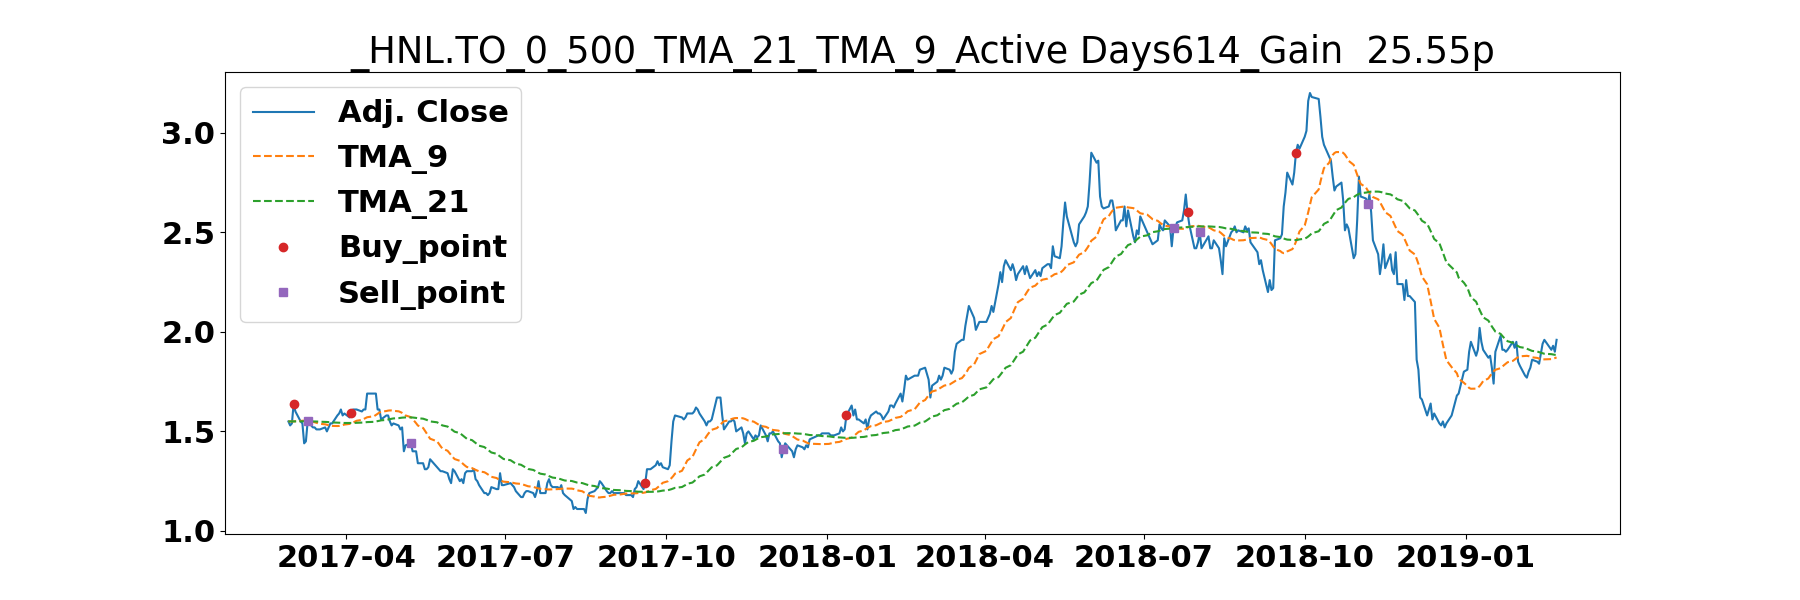 _HNL.TO_0_500_TMA_21_TMA_9_Active Days614_Gain  25.55p
Adj. Close
TMA_9
TMA_21
Buy_point
Sell_point
3.0
2.5
2.0
1.5
1.0
2017-04 2017-07 2017-10 2018-01 2018-04 2018-07 2018-10 2019-01